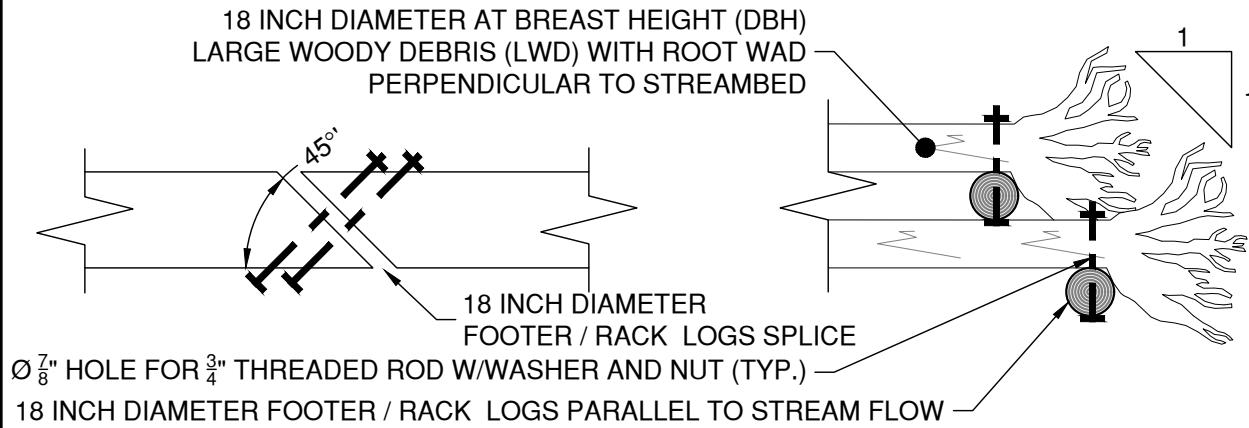 18 INCH DIAMETER AT BREAST HEIGHT (DBH)
LARGE WOODY DEBRIS (LWD) WITH ROOT WAD
PERPENDICULAR TO STREAMBED
1
45°'
18 INCH DIAMETER
FOOTER / RACK LOGS SPLICE
Ø 7/8" HOLE FOR 3/4" THREADED ROD W/WASHER AND NUT (TYP.)
18 INCH DIAMETER FOOTER / RACK LOGS PARALLEL TO STREAM FLOW